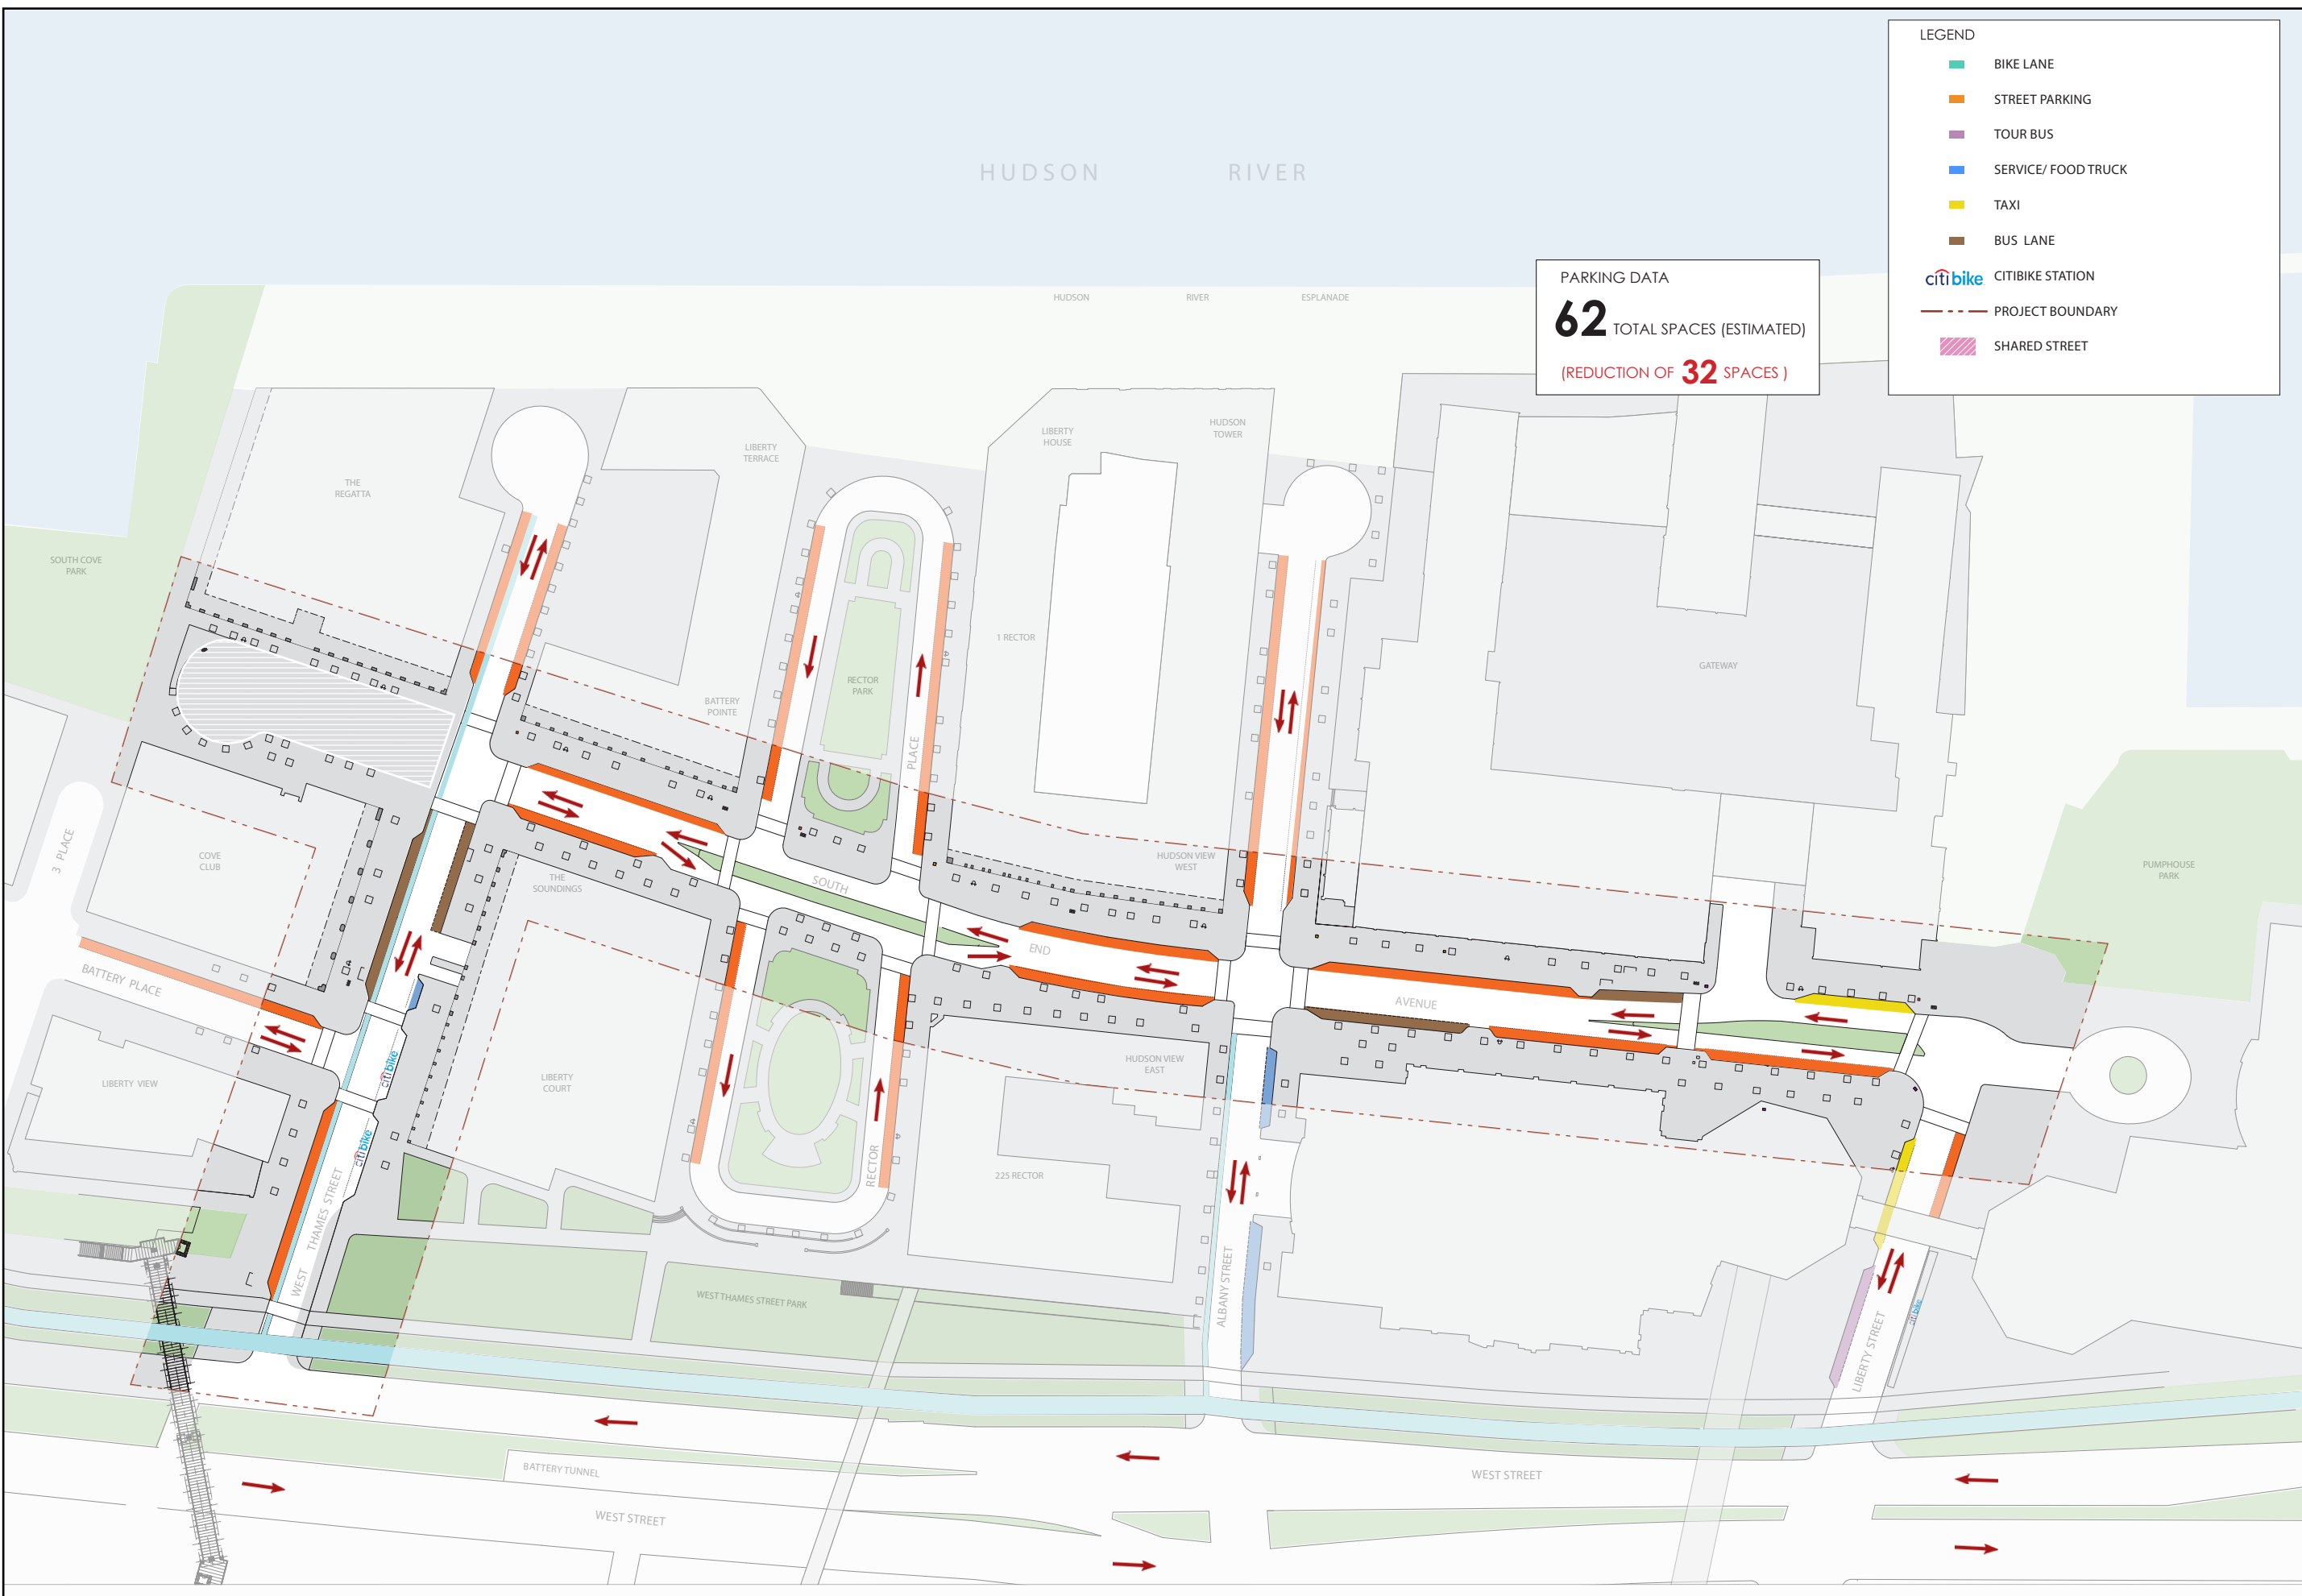 LEGEND
BIKE LANE
STREET PARKING
TOUR BUS
SERVICE/ FOOD TRUCK
TAXI
BUS LANE
citibike CITIBIKE STATION
PROJECT BOUNDARY
SHARED STREET
HUDSON RIVER
PARKING DATA
62 TOTAL SPACES (ESTIMATED)
(REDUCTION OF 32 SPACES )
HUDSON RIVER ESPLANADE
THE
REGATTA
LIBERTY
TERRACE
LIBERTY
HOUSE
HUDSON
TOWER
SOUTH COVE
PARK
1 RECTOR
GATEWAY
RECTOR
PARK
BATTERY
POINTE
PLACE
3 PLACE
COVE
CLUB
THE
SOUNDINGS
SOUTH
END
AVENUE
HUDSON VIEW
WEST
PUMPHOUSE
PARK
BATTERY PLACE
LIBERTY VIEW
citibike
citibike
LIBERTY
COURT
HUDSON VIEW
EAST
RECTOR
225 RECTOR
WEST THAMES STREET
WEST THAMES STREET PARK
ALBANY STREET
LIBERTY STREET
citibike
BATTERY TUNNEL
WEST STREET
WEST STREET